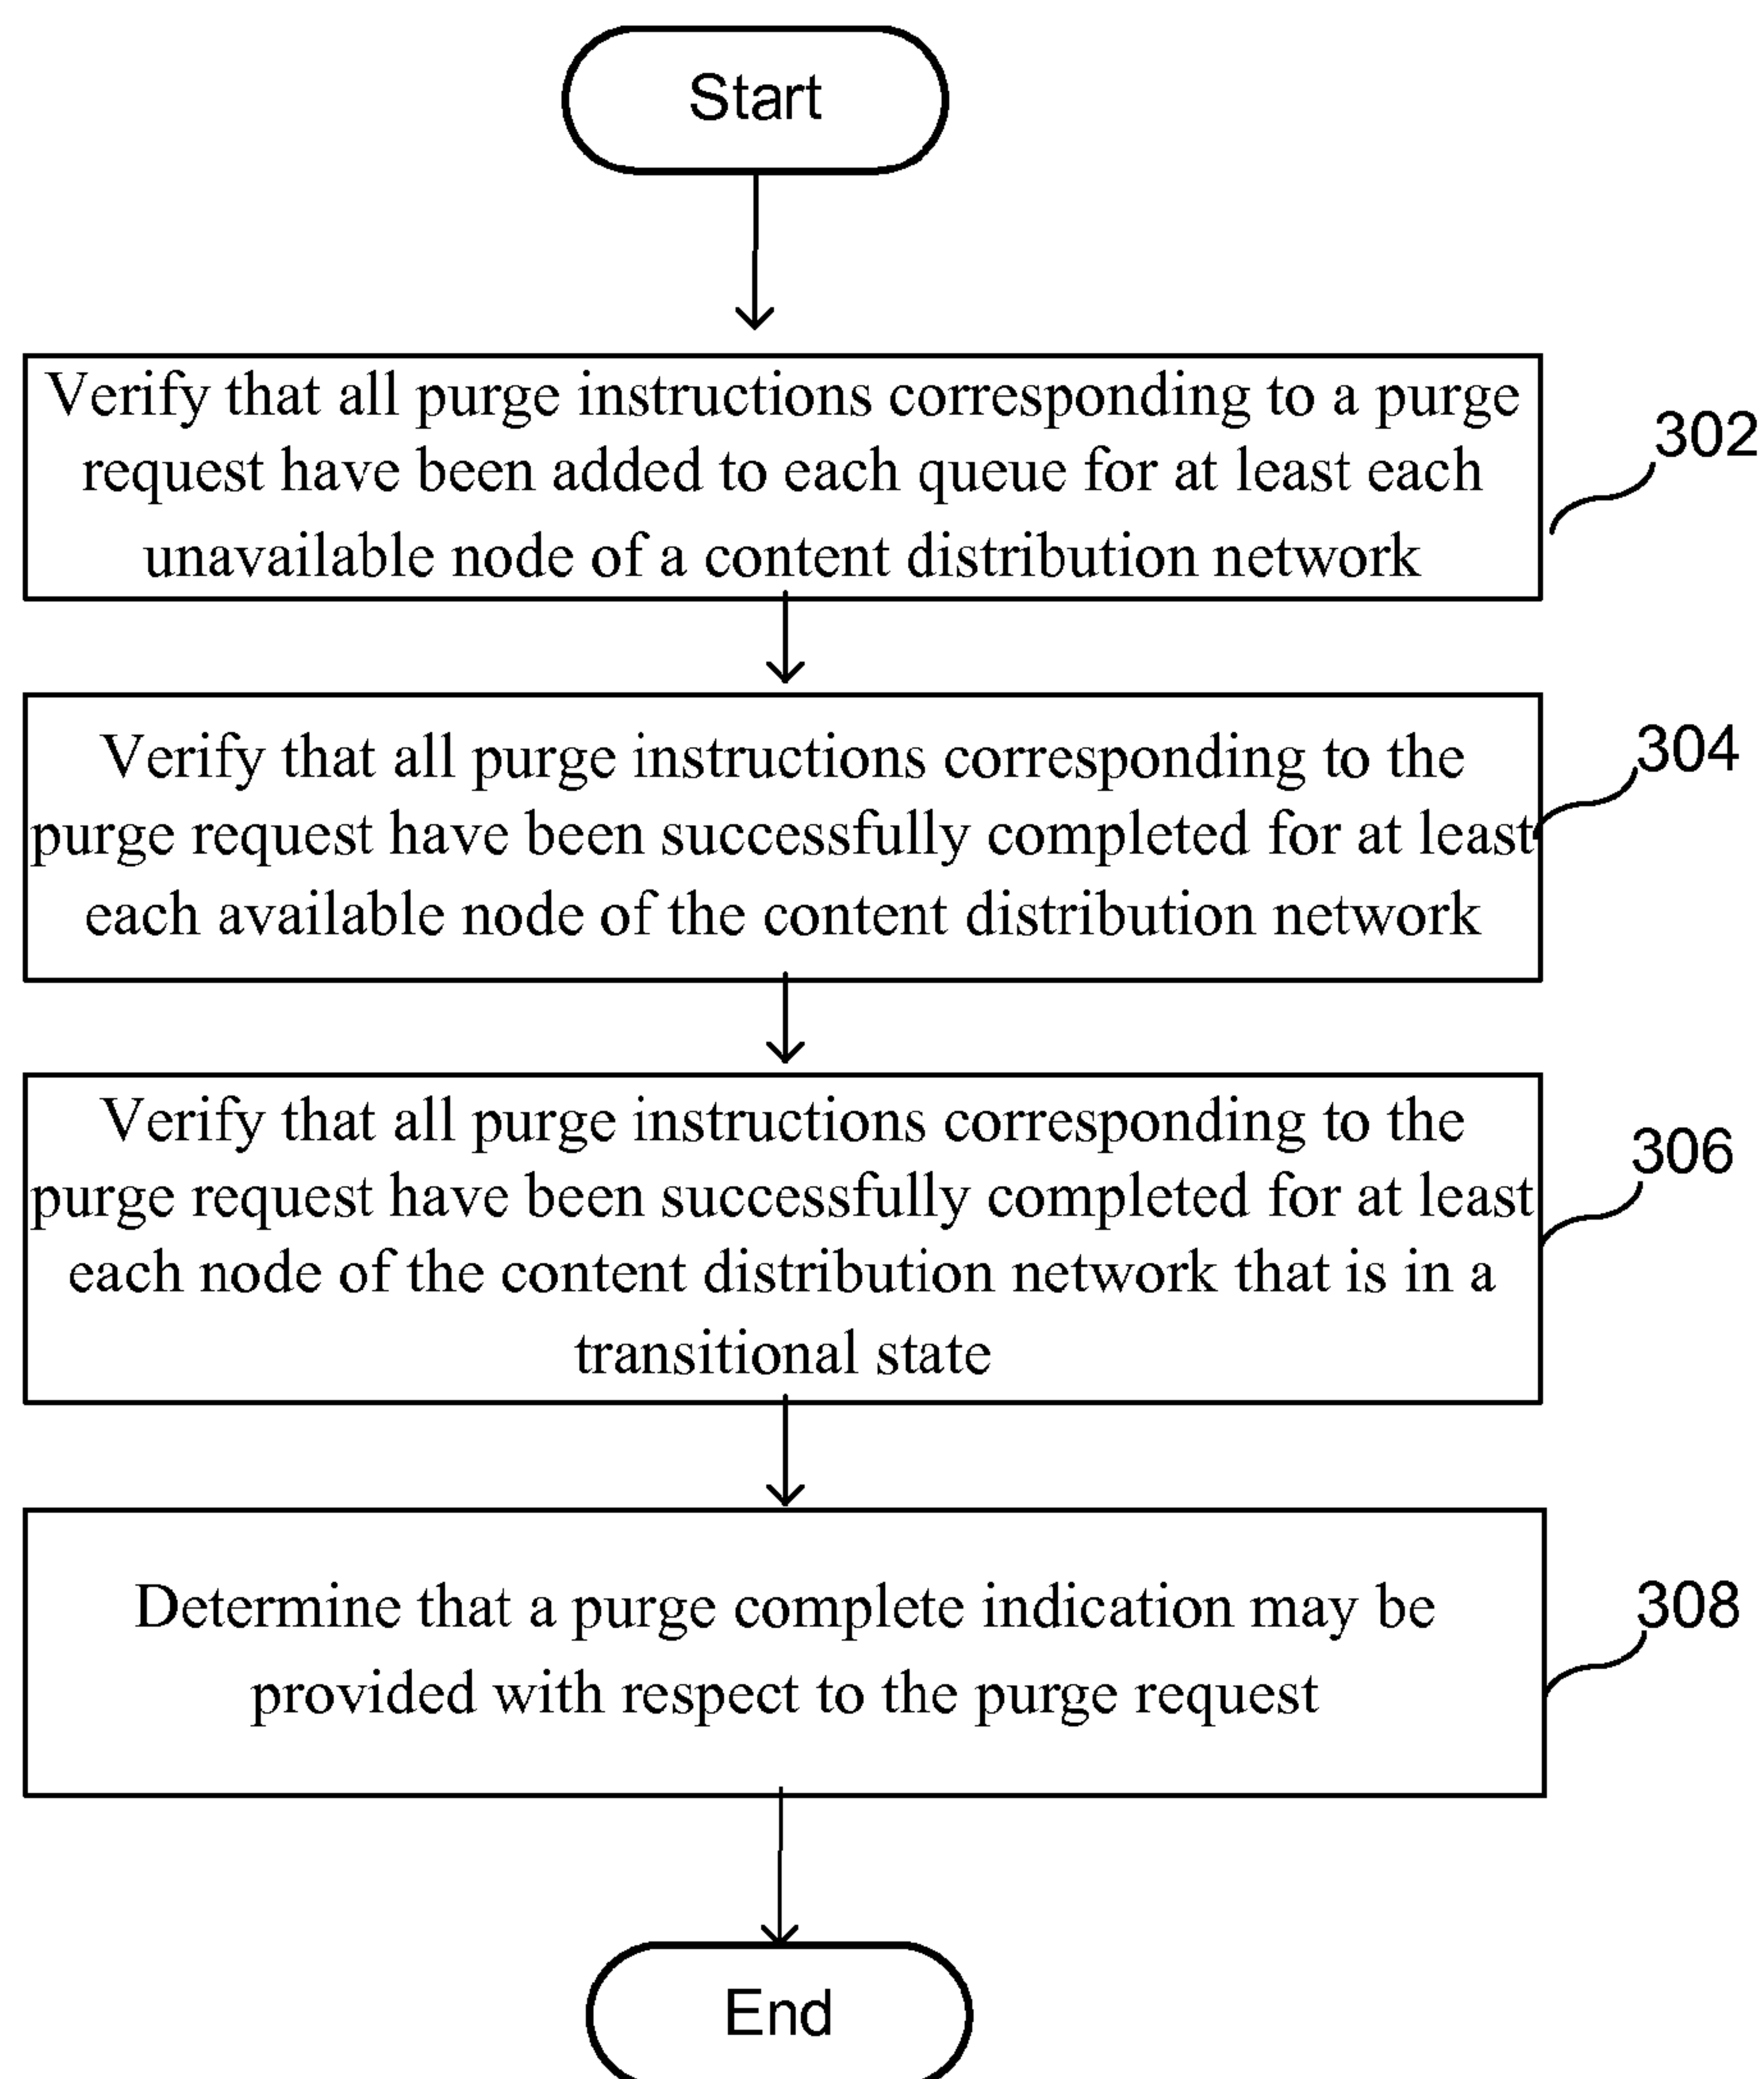 Start
Verify that all purge instructions corresponding to a purge
request have been added to each queue for at least each
unavailable node of a content distribution network
302
Verify that all purge instructions corresponding to the
purge request have been successfully completed for at least
each available node of the content distribution network
304
Verify that all purge instructions corresponding to the
purge request have been successfully completed for at least
each node of the content distribution network that is in a
transitional state
306
Determine that a purge complete indication may be
provided with respect to the purge request
308
End